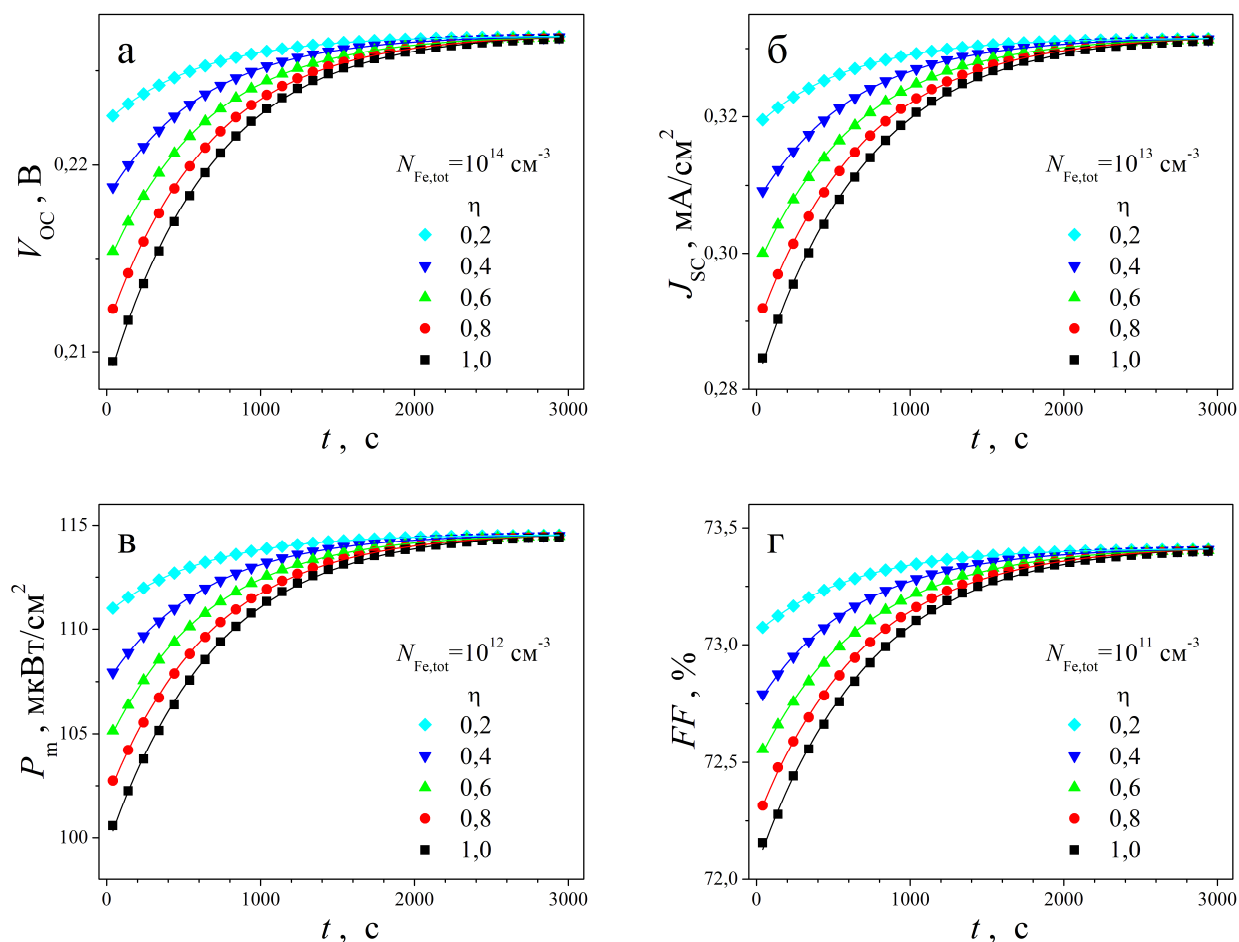 а
V_OC, В
0,22
0,21
N_Fe,tot=10^14 см^-3
η
0,2
0,4
0,6
0,8
1,0
0 1000 2000 3000
t , с
б
J_SC, мА/см^2
0,32
0,30
0,28
N_Fe,tot=10^13 см^-3
η
0,2
0,4
0,6
0,8
1,0
0 1000 2000 3000
t , с
в
P_m, мкВт/см^2
115
110
105
100
N_Fe,tot=10^12 см^-3
η
0,2
0,4
0,6
0,8
1,0
0 1000 2000 3000
t , с
г
FF, %
73,5
73,0
72,5
72,0
N_Fe,tot=10^11 см^-3
η
0,2
0,4
0,6
0,8
1,0
0 1000 2000 3000
t , с